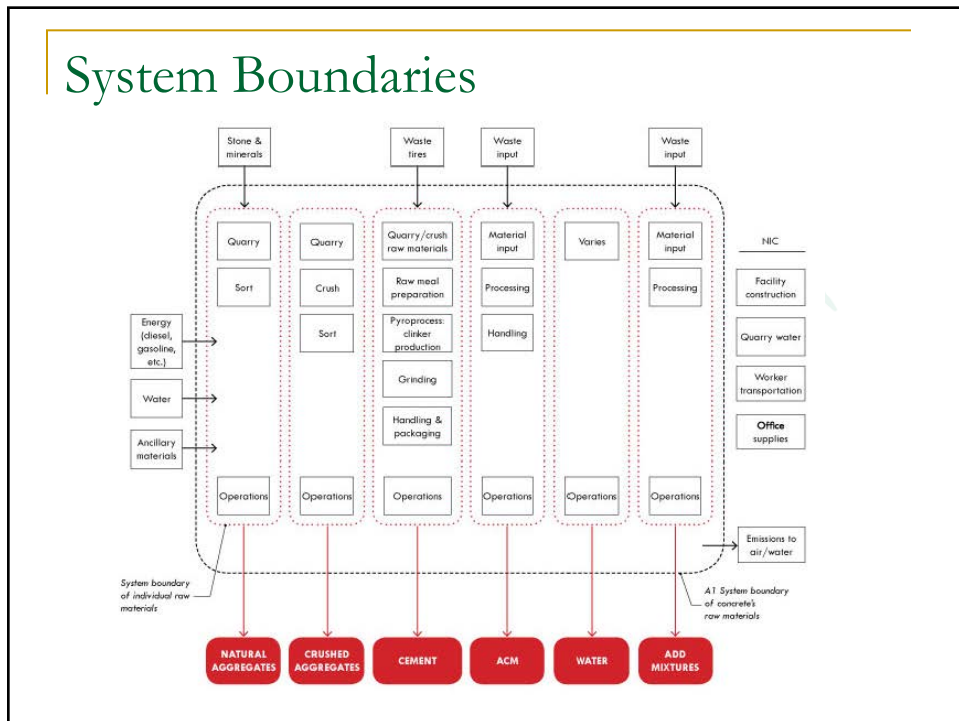 System Boundaries
Stone &
minerals
Waste
tires
Waste
input
Waste
input
Quarry
Sort
Operations
Quarry
Crush
Sort
Operations
Quarry/crush
raw materials
Raw meal
preparation
Pyroprocess:
clinker
production
Grinding
Handling &
packaging
Operations
Material
input
Processing
Handling
Operations
Varies
Operations
Material
input
Processing
Operations
NIC
Facility
construction
Quarry water
Worker
transportation
Office
supplies
Energy
(diesel,
gasoline,
etc.)
Water
Ancillary
materials
Emissions to
air/water
System boundary
of individual raw
materials
A1 System boundary
of concrete's
raw materials
NATURAL
AGGREGATES
CRUSHED
AGGREGATES
CEMENT
ACM
WATER
ADD
MIXTURES